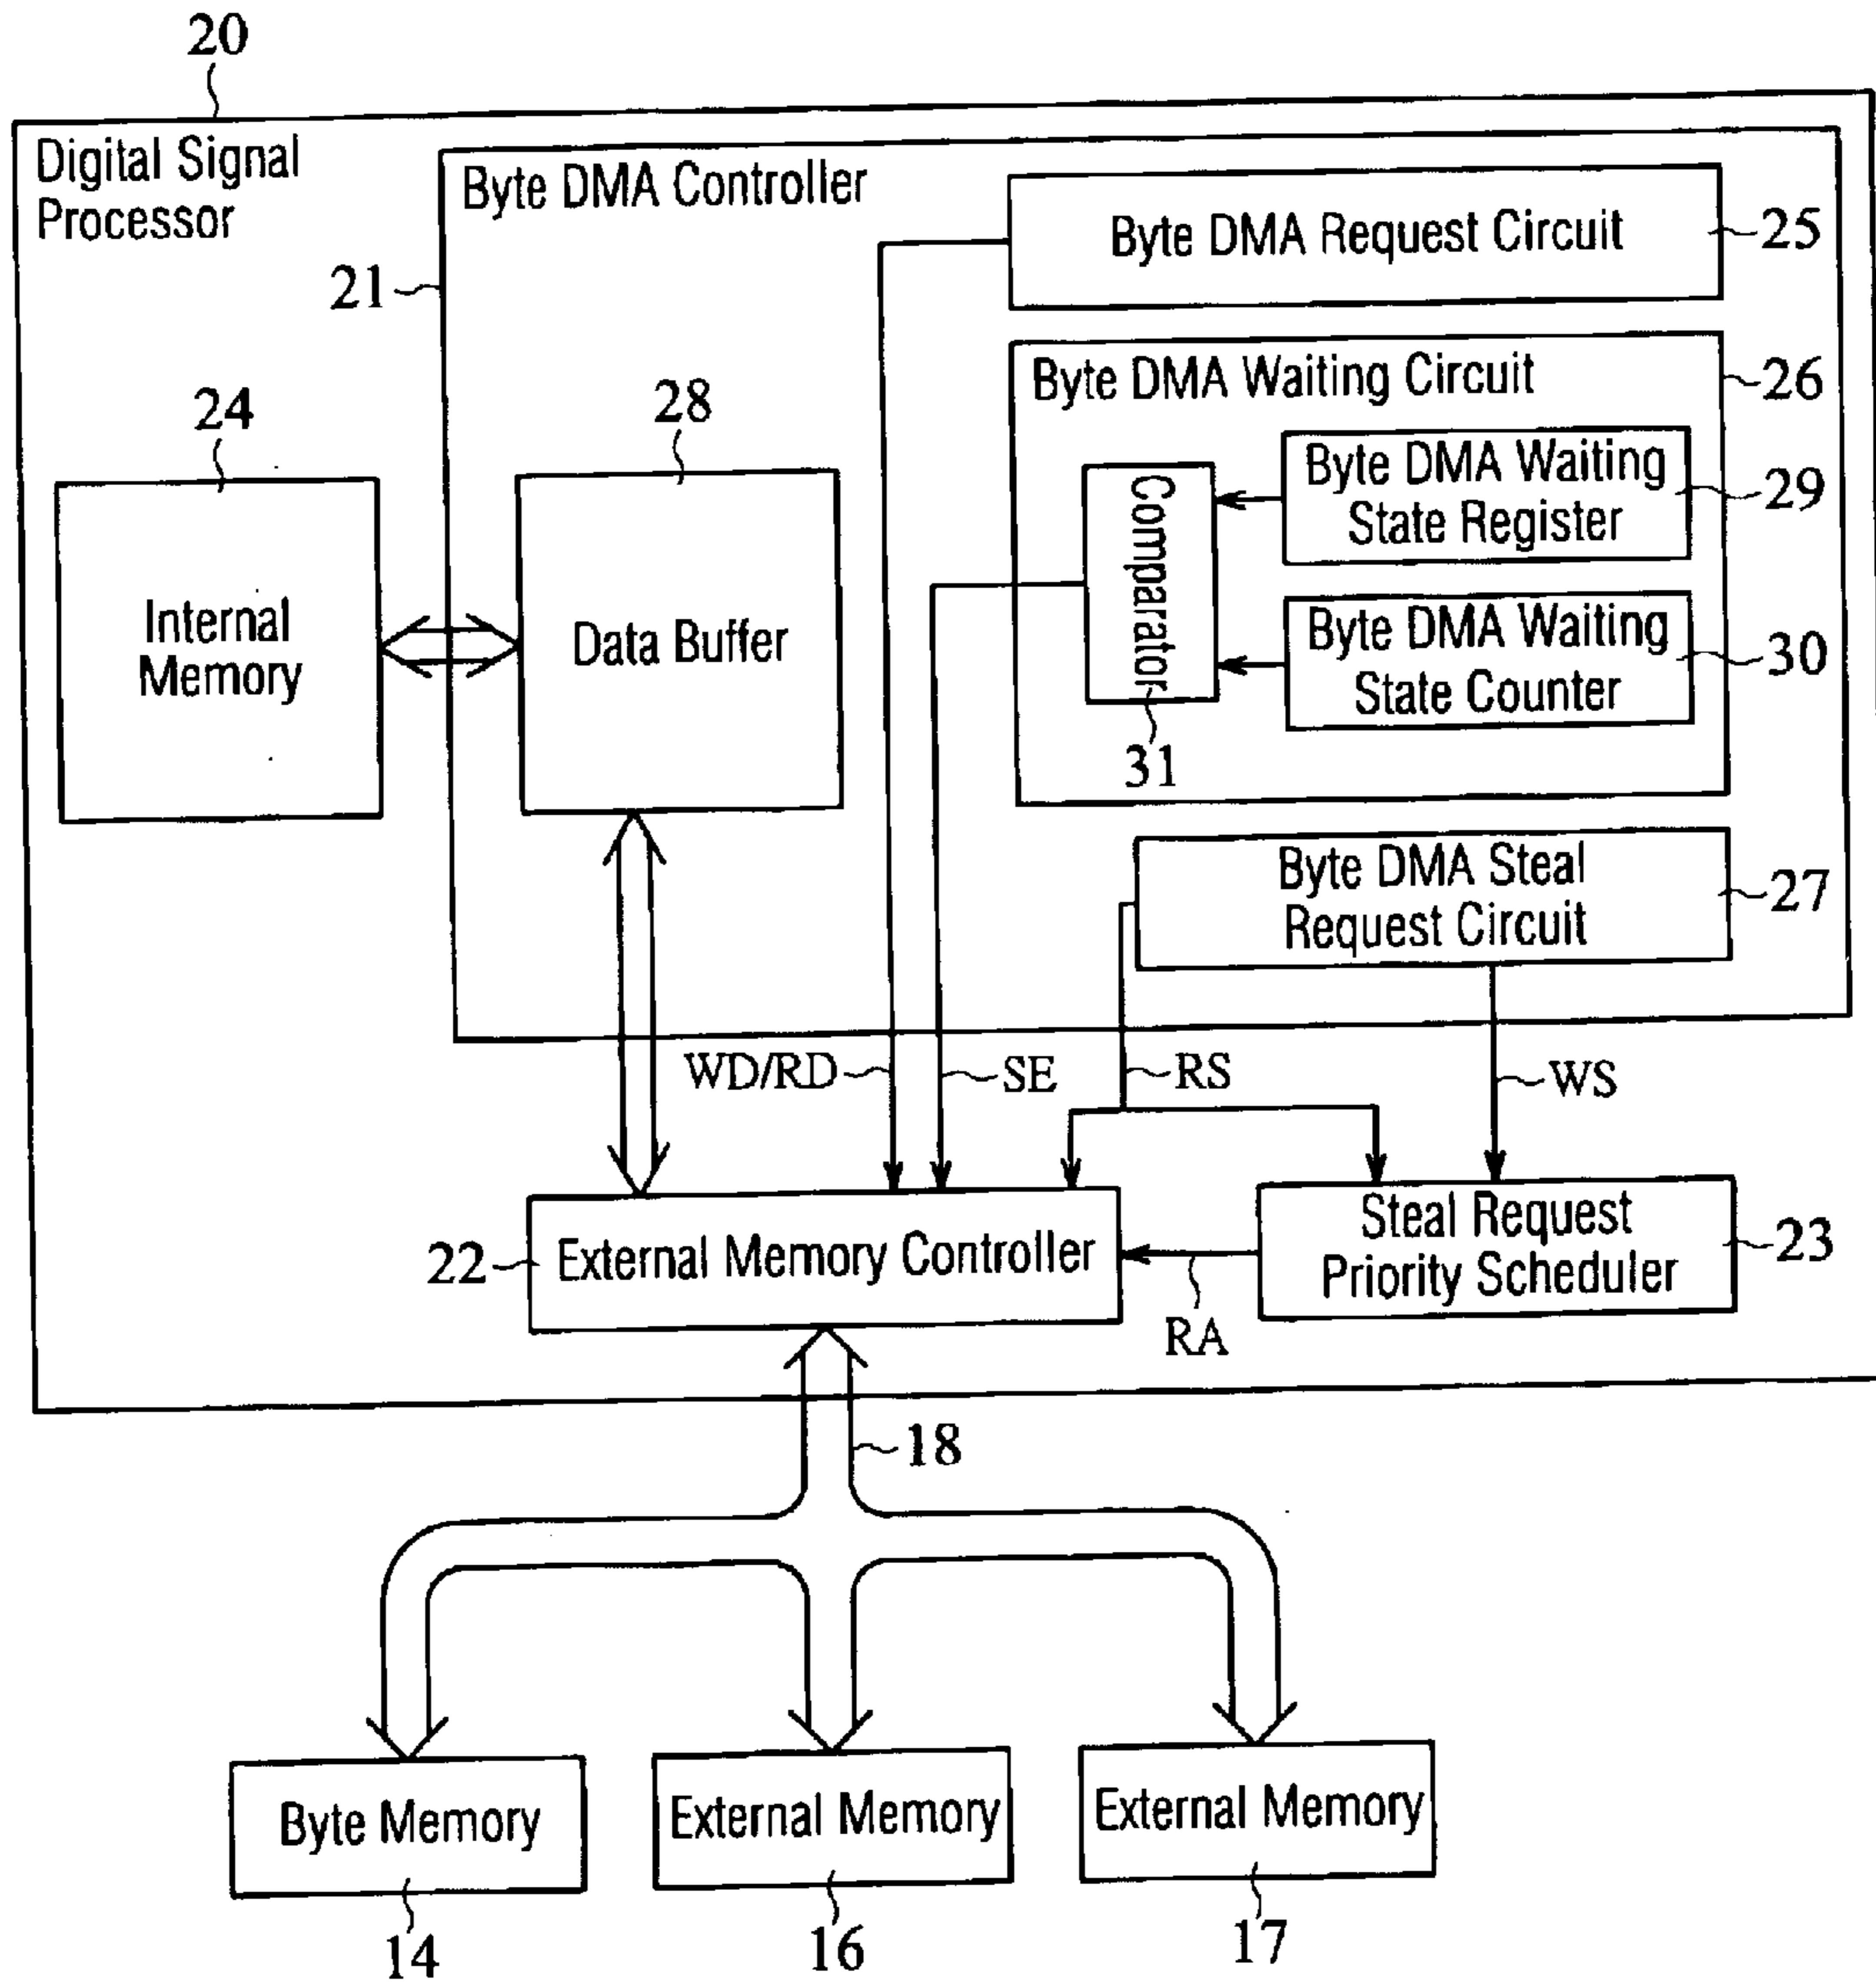 20
Digital Signal
Processor
Byte DMA Controller
21
Byte DMA Request Circuit
25
Byte DMA Waiting Circuit
26
24
28
Byte DMA Waiting
State Register
29
Comparator
31
Byte DMA Waiting
State Counter
30
Internal
Memory
Data Buffer
Byte DMA Steal
Request Circuit
27
WD/RD
SE
RS
WS
22
External Memory Controller
Steal Request
Priority Scheduler
23
RA
18
Byte Memory
External Memory
External Memory
14
16
17